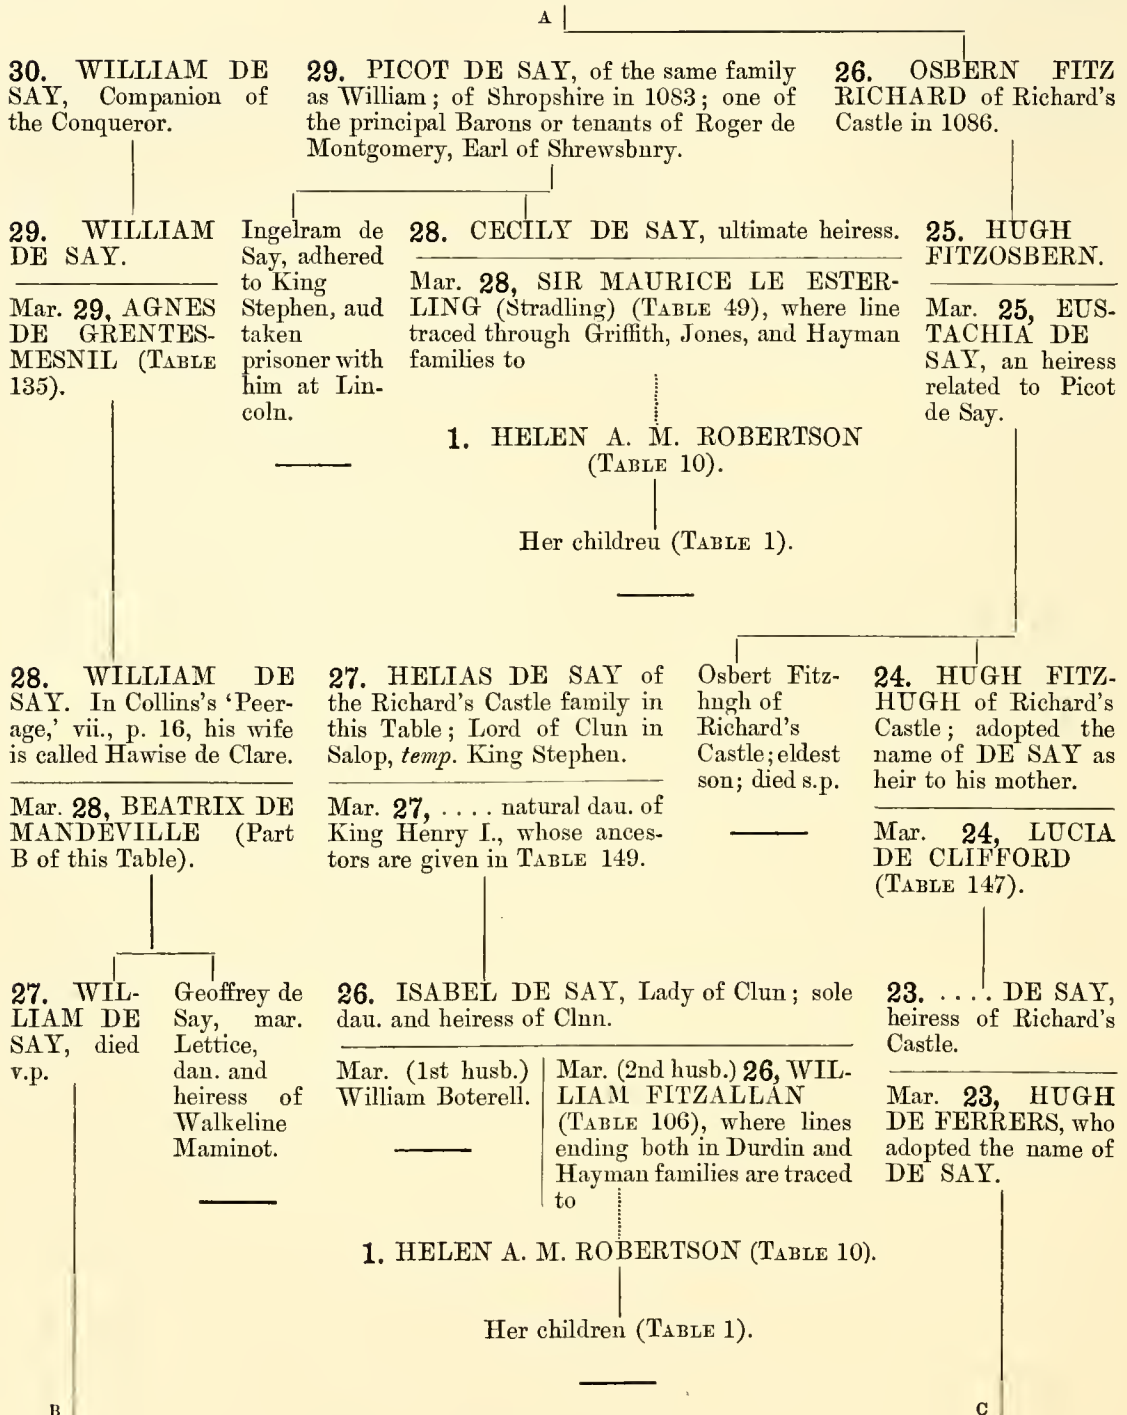 A
30. WILLIAM DE
SAY, Companion of
the Conqueror.
29. PICOT DE SAY, of the same family
as William; of Shropshire in 1083; one of
the principal Barons or tenants of Roger de
Montgomery, Earl of Shrewsbury.
26. OSBERN FITZ
RICHARD of Richard's
Castle in 1086.
29. WILLIAM
DE SAY.
Mar. 29, AGNES
DE GRENTES-
MESNIL (TABLE
135).
Ingelram de
Say, adhered
to King
Stephen, aud
taken
prisoner with
him at Lin-
coln.
28. CECILY DE SAY, ultimate heiress.
Mar. 28, SIR MAURICE LE ESTER-
LING (Stradling) (TABLE 49), where line
traced through Griffith, Jones, and Hayman
families to
1. HELEN A. M. ROBERTSON
(TABLE 10).
Her childreu (TABLE 1).
25. HUGH
FITZOSBERN.
Mar. 25, EUS-
TACHIA DE
SAY, an heiress
related to Picot
de Say.
28. WILLIAM DE
SAY. In Collins's 'Peer-
age,' vii., p. 16, his wife
is called Hawise de Clare.
Mar. 28, BEATRIX DE
MANDEVILLE (Part
B of this Table).
27. HELIAS DE SAY of
the Richard's Castle family in
this Table; Lord of Clun in
Salop, temp. King Stephen.
Mar. 27, .... natural dau. of
King Henry I., whose ances-
tors are given in TABLE 149.
Osbert Fitz-
hugh of
Richard's
Castle; eldest
son; died s.p.
24. HUGH FITZ-
HUGH of Richard's
Castle; adopted the
name of DE SAY as
heir to his mother.
Mar. 24, LUCIA
DE CLIFFORD
(TABLE 147).
27. WIL-
LIAM DE
SAY, died
v.p.
Geoffrey de
Say, mar.
Lettice,
dau. and
heiress of
Walkeline
Maminot.
26. ISABEL DE SAY, Lady of Clun; sole
dau. and heiress of Clun.
Mar. (1st husb.)
William Boterell.
Mar. (2nd husb.) 26, WIL-
LIAM FITZALLAN
(TABLE 106), where lines
ending both in Durdin and
Hayman families are traced
to
1. HELEN A. M. ROBERTSON (TABLE 10).
Her children (TABLE 1).
23. .... DE SAY,
heiress of Richard's
Castle.
Mar. 23, HUGH
DE FERRERS, who
adopted the name of
DE SAY.
B
C